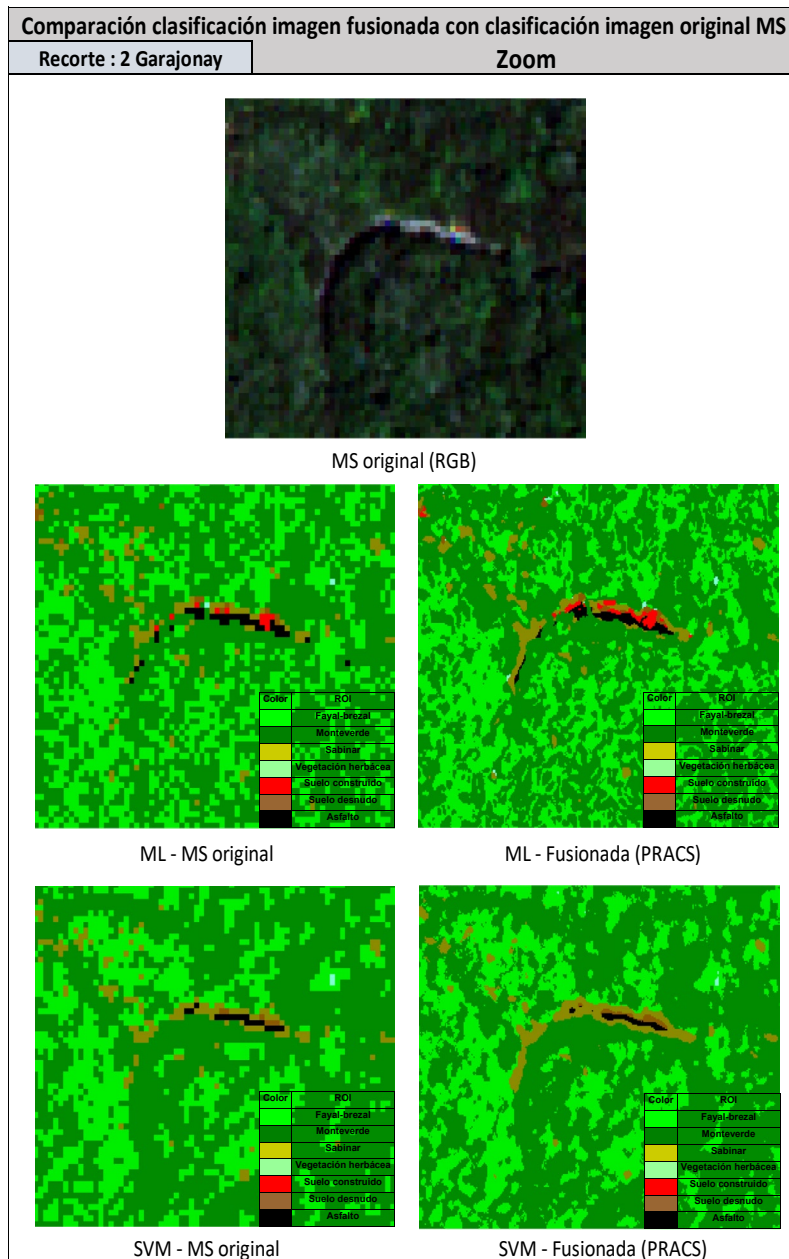 Comparación clasificación imagen fusionada con clasificación imagen original MS
Recorte : 2 Garajonay
Zoom
MS original (RGB)
Color ROI
Fayal-brezal
Monteverde
Sabinar
Vegetación herbácea
Suelo construido
Suelo desnudo
Asfalto
Color ROI
Fayal-brezal
Monteverde
Sabinar
Vegetación herbácea
Suelo construido
Suelo desnudo
Asfalto
ML - MS original
ML - Fusionada (PRACS)
Color ROI
Fayal-brezal
Monteverde
Sabinar
Vegetación herbácea
Suelo construido
Suelo desnudo
Asfalto
Color ROI
Fayal-brezal
Monteverde
Sabinar
Vegetación herbácea
Suelo construido
Suelo desnudo
Asfalto
SVM - MS original
SVM - Fusionada (PRACS)